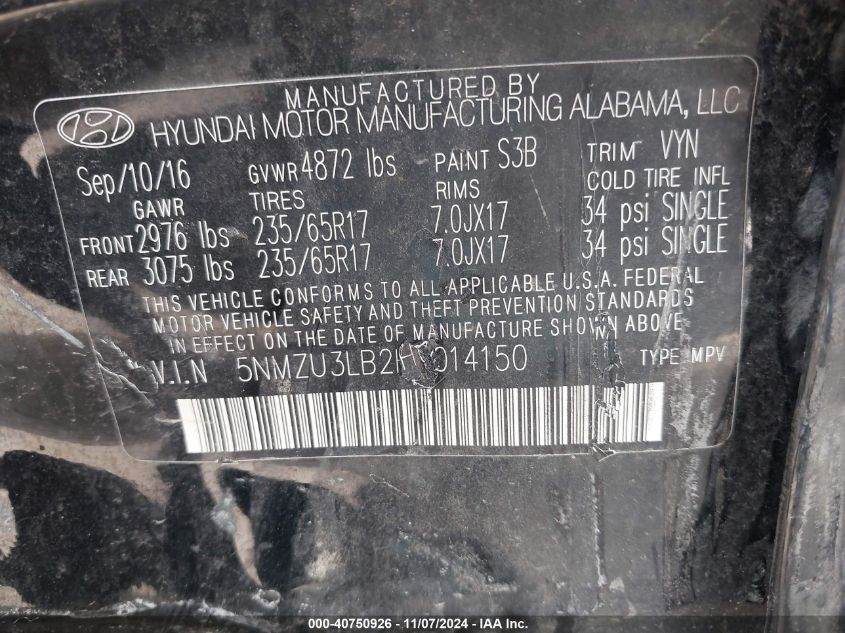 MANUFACTURED BY
HYUNDAI MOTOR MANUFACTURING ALABAMA, LLC
Sep/10/16 GVWR 4872 lbs PAINT S3B TRIM VYN
GAWR TIRES RIMS COLD TIRE INFL
FRONT 2976 lbs 235/65R17 7.0JX17 34 psi SINGLE
REAR 3075 lbs 235/65R17 7.0JX17 34 psi SINGLE
THIS VEHICLE CONFORMS TO ALL APPLICABLE U.S.A. FEDERAL
MOTOR VEHICLE SAFETY AND THEFT PREVENTION STANDARDS
IN EFFECT ON THE DATE OF MANUFACTURE SHOWN ABOVE
V.I.N TYPE MPV
000-40750926 - 11/07/2024 - IAA Inc.